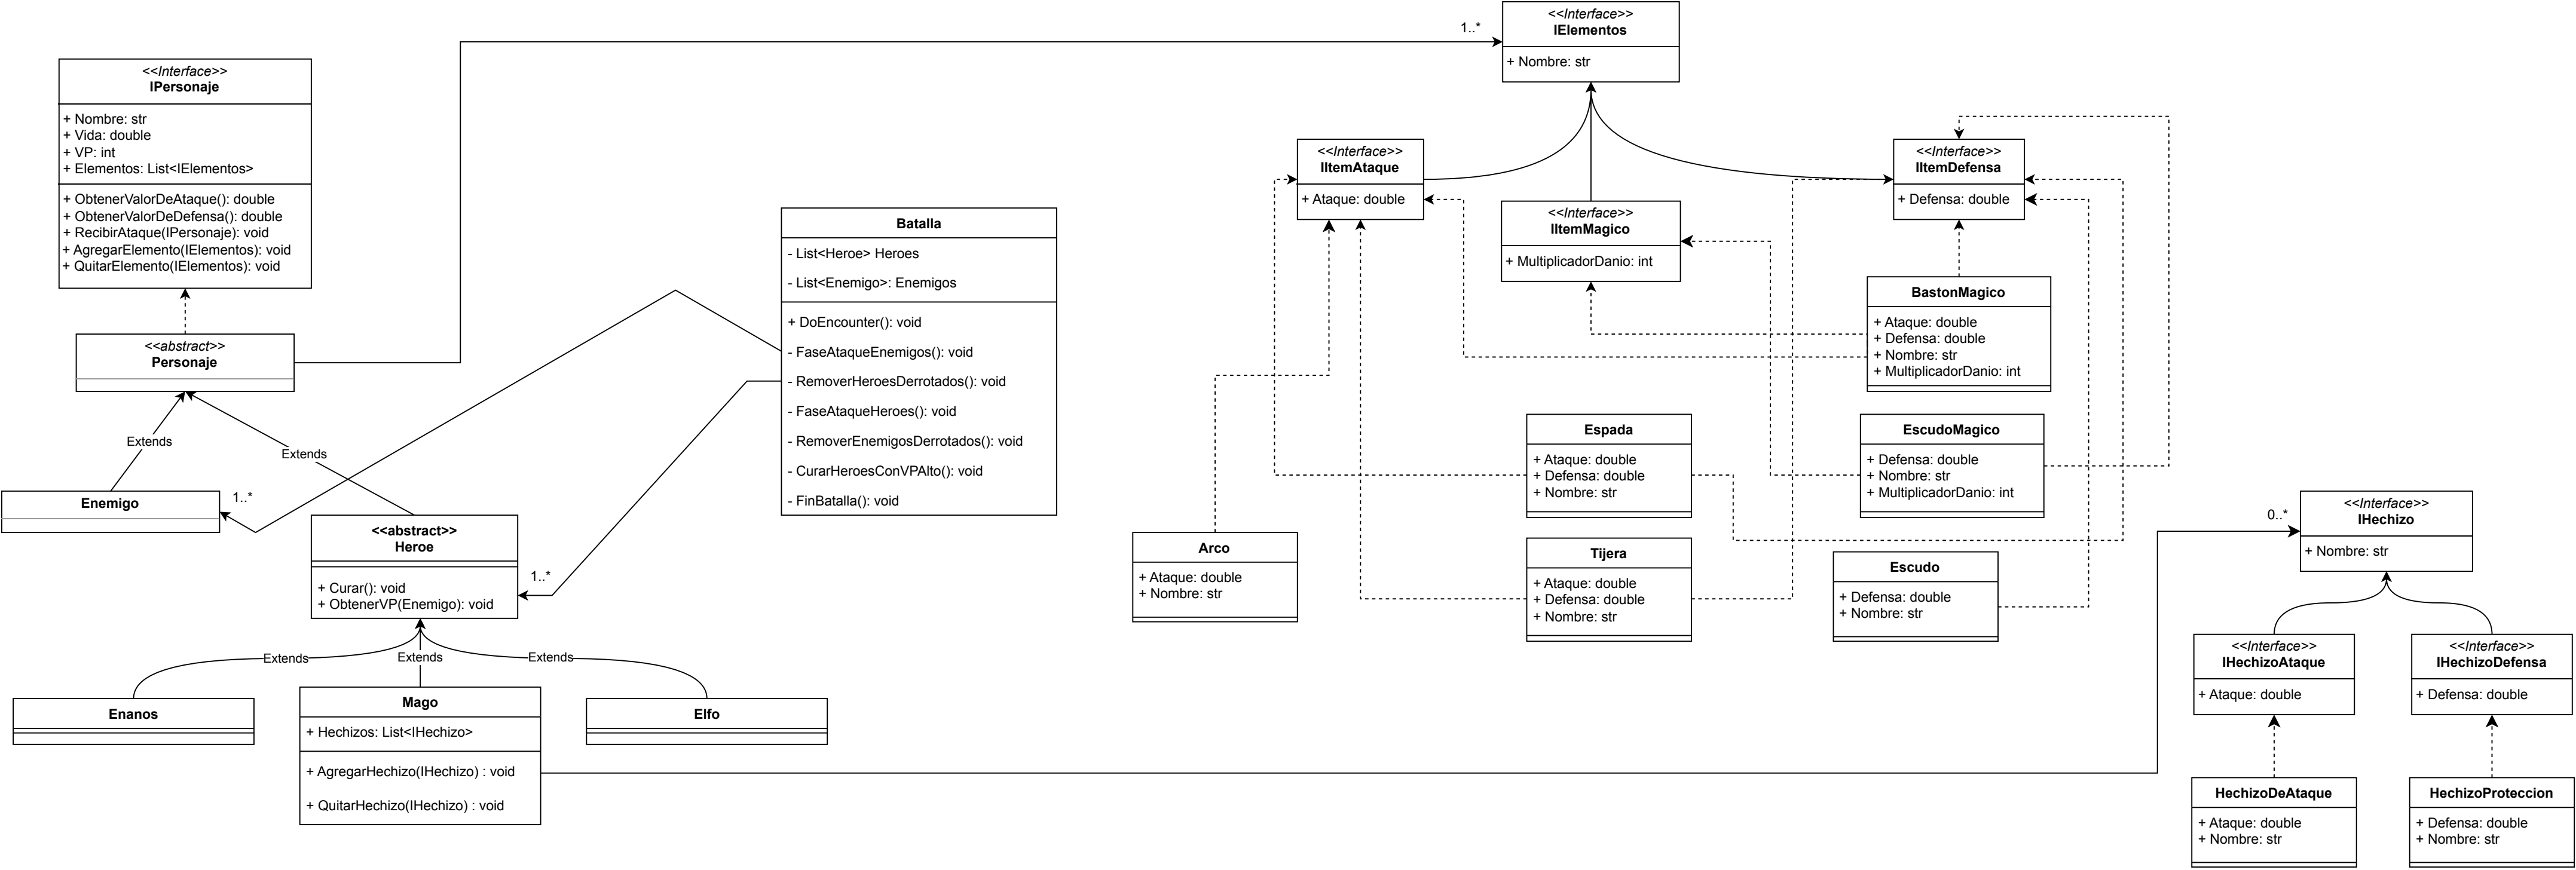 <<Interface>>
IPersonaje
+ Nombre: str
+ Vida: double
+ VP: int
+ Elementos: List<IElementos>
+ ObtenerValorDeAtaque(): double
+ ObtenerValorDeDefensa(): double
+ RecibirAtaque(IPersonaje): void
+ AgregarElemento(IElementos): void
+ QuitarElemento(IElementos): void
<<abstract>>
Personaje
Extends
Extends
Enemigo
1..*
<<abstract>>
Heroe
+ Curar(): void
+ ObtenerVP(Enemigo): void
1..*
Extends
Extends
Extends
Enanos
Mago
+ Hechizos: List<IHechizo>
+ AgregarHechizo(IHechizo) : void
+ QuitarHechizo(IHechizo) : void
Elfo
Batalla
- List<Heroe> Heroes
- List<Enemigo>: Enemigos
+ DoEncounter(): void
- FaseAtaqueEnemigos(): void
- RemoverHeroesDerrotados(): void
- FaseAtaqueHeroes(): void
- RemoverEnemigosDerrotados(): void
- CurarHeroesConVPAlto(): void
- FinBatalla(): void
1..*
<<Interface>>
IElementos
+ Nombre: str
<<Interface>>
IItemAtaque
+ Ataque: double
<<Interface>>
IItemMagico
+ MultiplicadorDanio: int
<<Interface>>
IItemDefensa
+ Defensa: double
BastonMagico
+ Ataque: double
+ Defensa: double
+ Nombre: str
+ MultiplicadorDanio: int
Espada
+ Ataque: double
+ Defensa: double
+ Nombre: str
EscudoMagico
+ Defensa: double
+ Nombre: str
+ MultiplicadorDanio: int
Arco
+ Ataque: double
+ Nombre: str
Tijera
+ Ataque: double
+ Defensa: double
+ Nombre: str
Escudo
+ Defensa: double
+ Nombre: str
0..*
<<Interface>>
IHechizo
+ Nombre: str
<<Interface>>
IHechizoAtaque
+ Ataque: double
<<Interface>>
IHechizoDefensa
+ Defensa: double
HechizoDeAtaque
+ Ataque: double
+ Nombre: str
HechizoProteccion
+ Defensa: double
+ Nombre: str